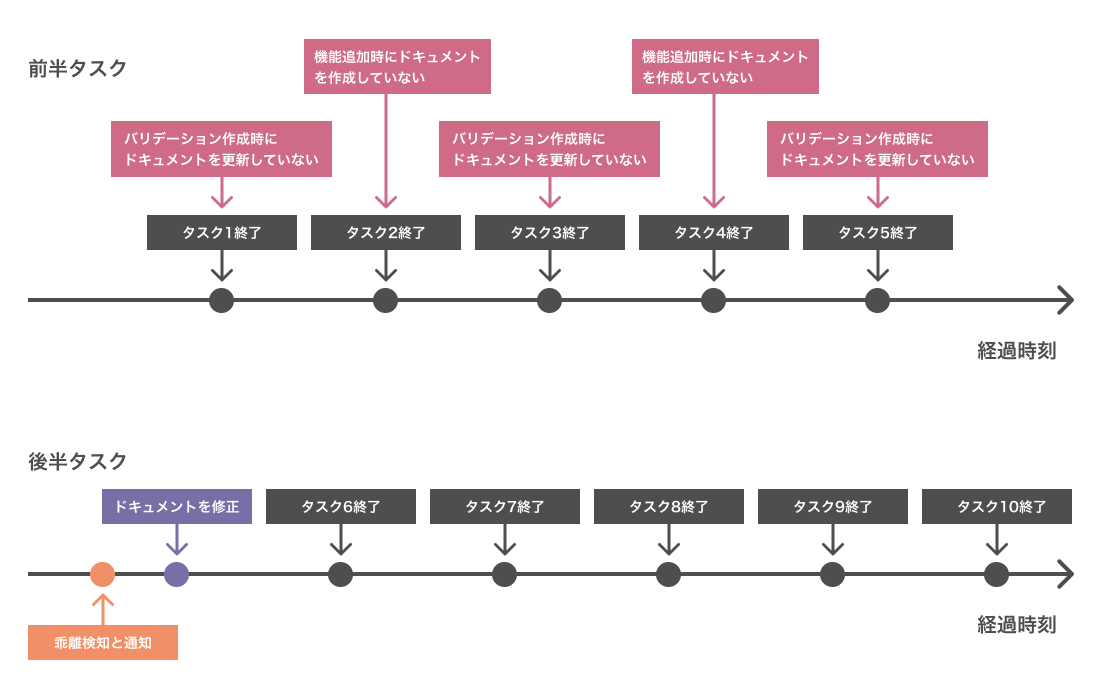 前半タスク
機能追加時にドキュメント
を作成していない
機能追加時にドキュメント
を作成していない
バリデーション作成時に
ドキュメントを更新していない
バリデーション作成時に
ドキュメントを更新していない
バリデーション作成時に
ドキュメントを更新していない
タスク1終了
タスク2終了
タスク3終了
タスク4終了
タスク5終了
経過時刻
後半タスク
ドキュメントを修正
タスク6終了
タスク7終了
タスク8終了
タスク9終了
タスク10終了
経過時刻
乖離検知と通知